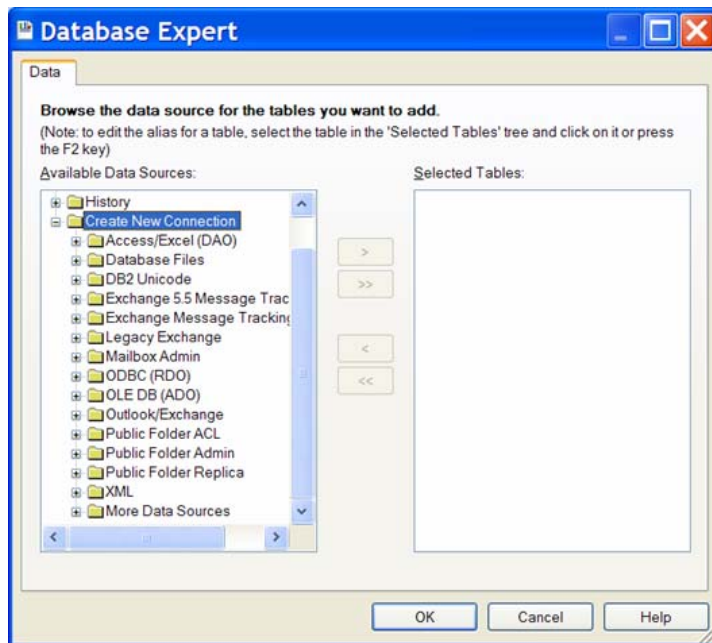 Database Expert
Data
Browse the data source for the tables you want to add.
(Note: to edit the alias for a table, select the table in the 'Selected Tables' tree and click on it or press
the F2 key)
Available Data Sources:
Selected Tables:
History
Create New Connection
Access/Excel (DAO)
Database Files
DB2 Unicode
Exchange 5.5 Message Trac
Exchange Message Tracking
Legacy Exchange
Mailbox Admin
ODBC (RDO)
OLE DB (ADO)
Outlook/Exchange
Public Folder ACL
Public Folder Admin
Public Folder Replica
XML
More Data Sources
>
>>
<
<<
OK
Cancel
Help